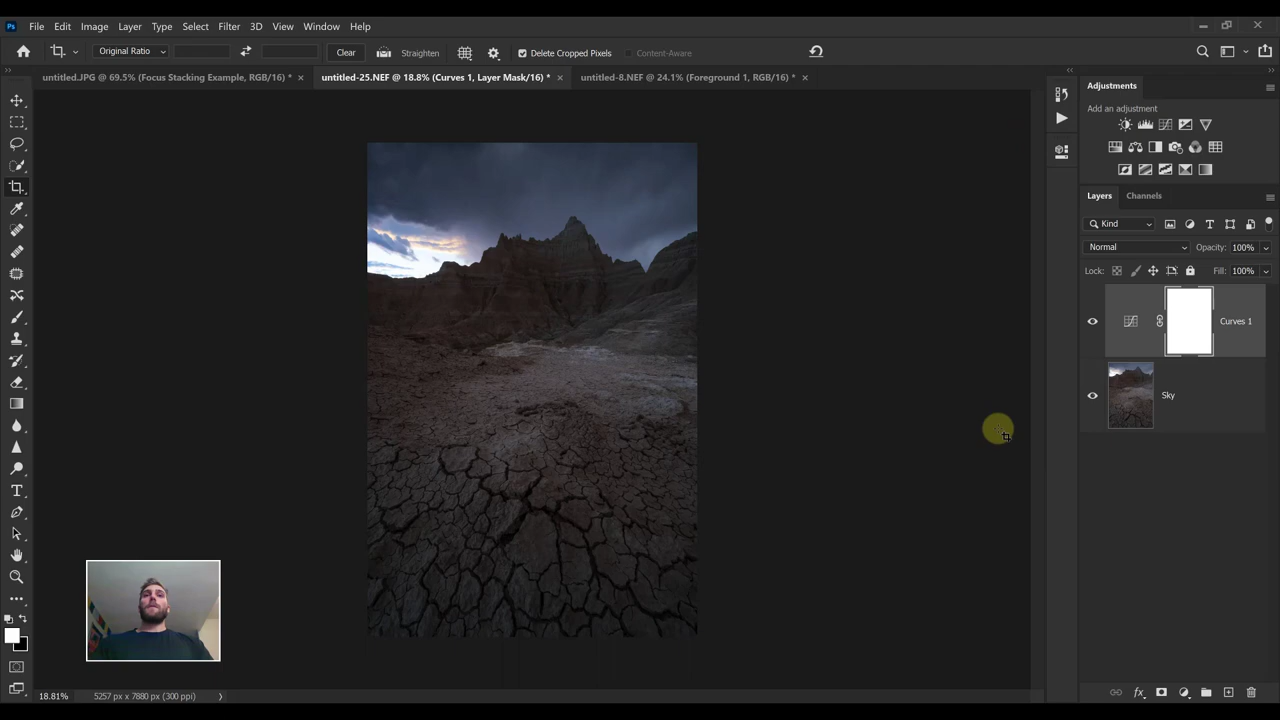 Ps File Edit Image Layer Type Select Filter 3D View Window Help
Original Ratio Clear Straighten Delete Cropped Pixels Content-Aware
untitled.JPG @ 69.5% (Focus Stacking Example, RGB/16) * untitled-25.NEF @ 18.8% (Curves 1, Layer Mask/16) * untitled-8.NEF @ 24.1% (Foreground 1, RGB/16) *
Adjustments
Add an adjustment
Layers Channels
Kind
Normal Opacity: 100%
Lock: Fill: 100%
Curves 1
Sky
18.81% 5257 px x 7880 px (300 ppi)